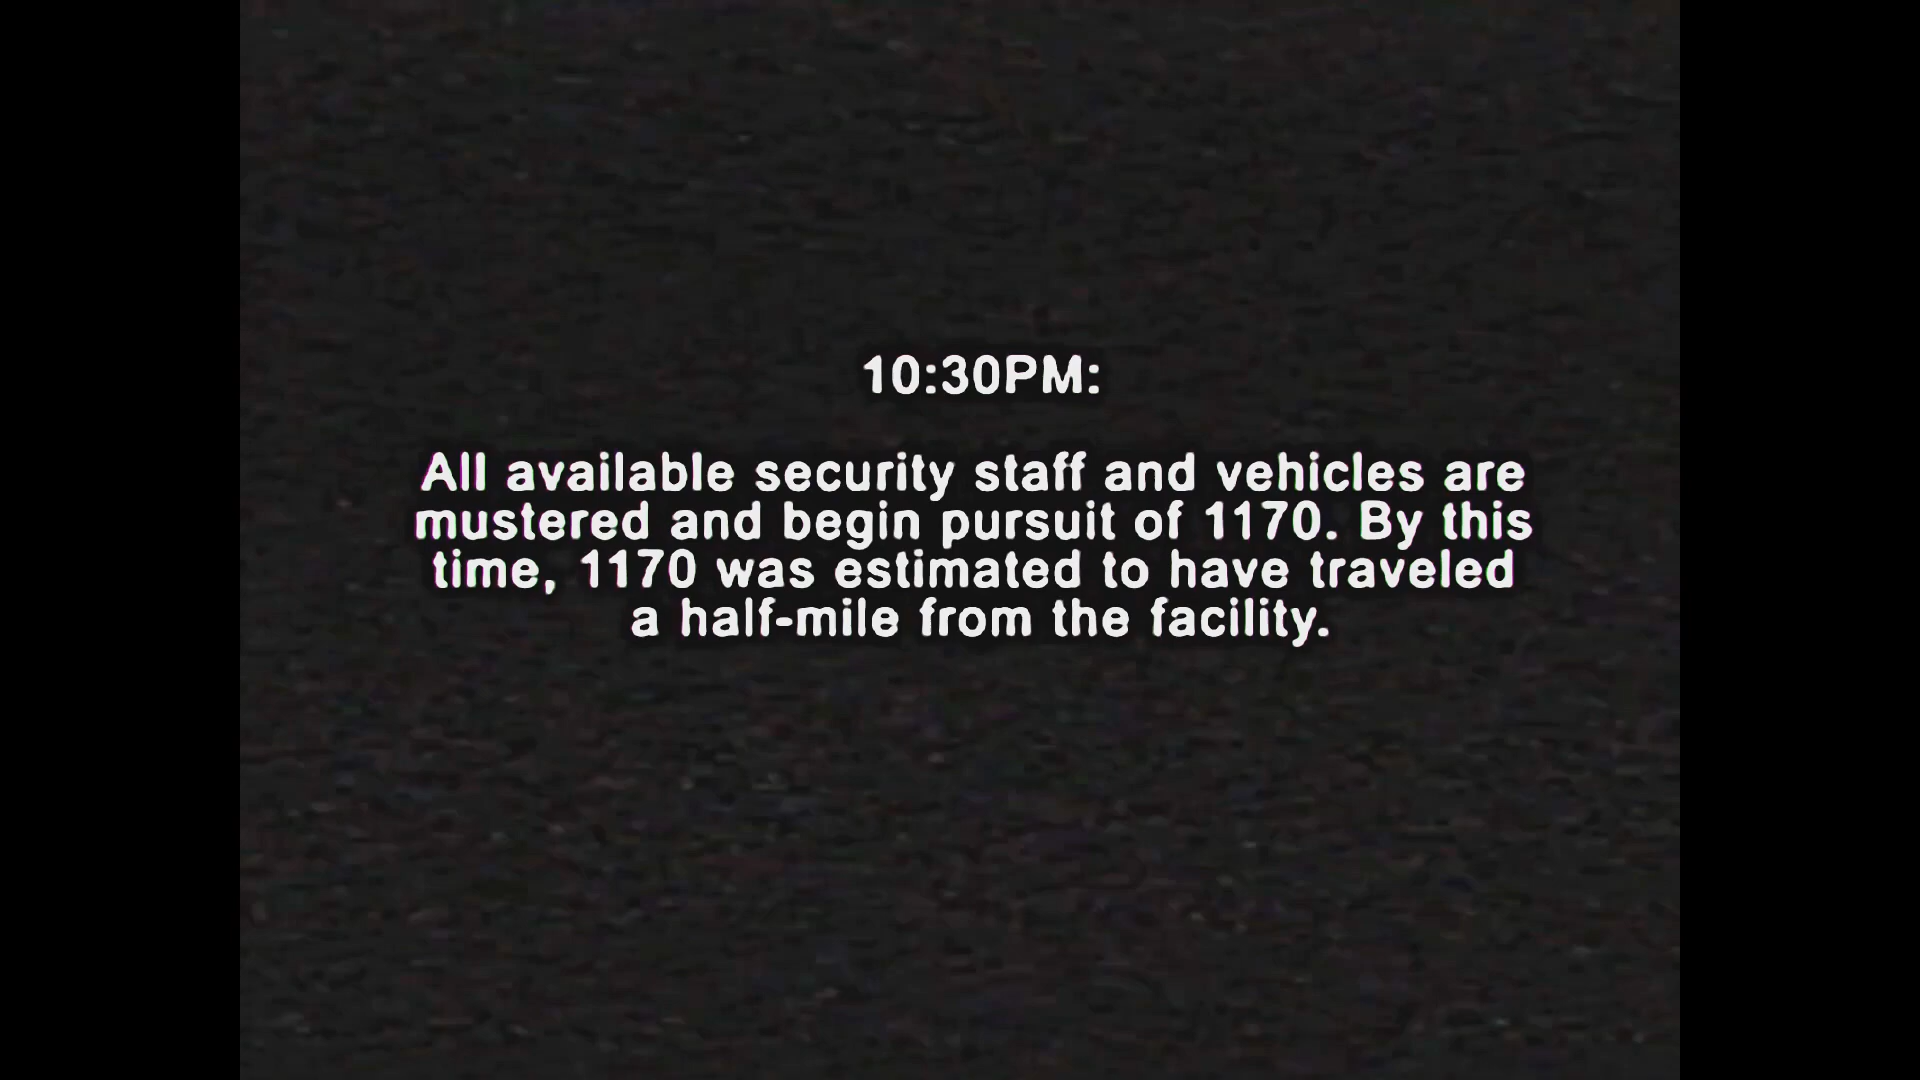 10:30PM:
All available security staff and vehicles are
mustered and begin pursuit of 1170. By this
time, 1170 was estimated to have traveled
a half-mile from the facility.